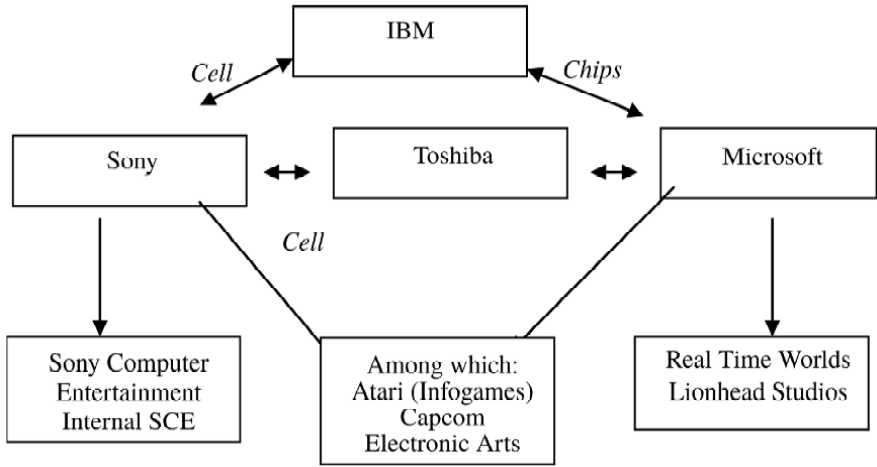 IBM
Cell
Chips
Sony
Toshiba
Microsoft
Cell
Sony Computer
Entertainment
Internal SCE
Among which:
Atari (Infogames)
Capcom
Electronic Arts
Real Time Worlds
Lionhead Studios